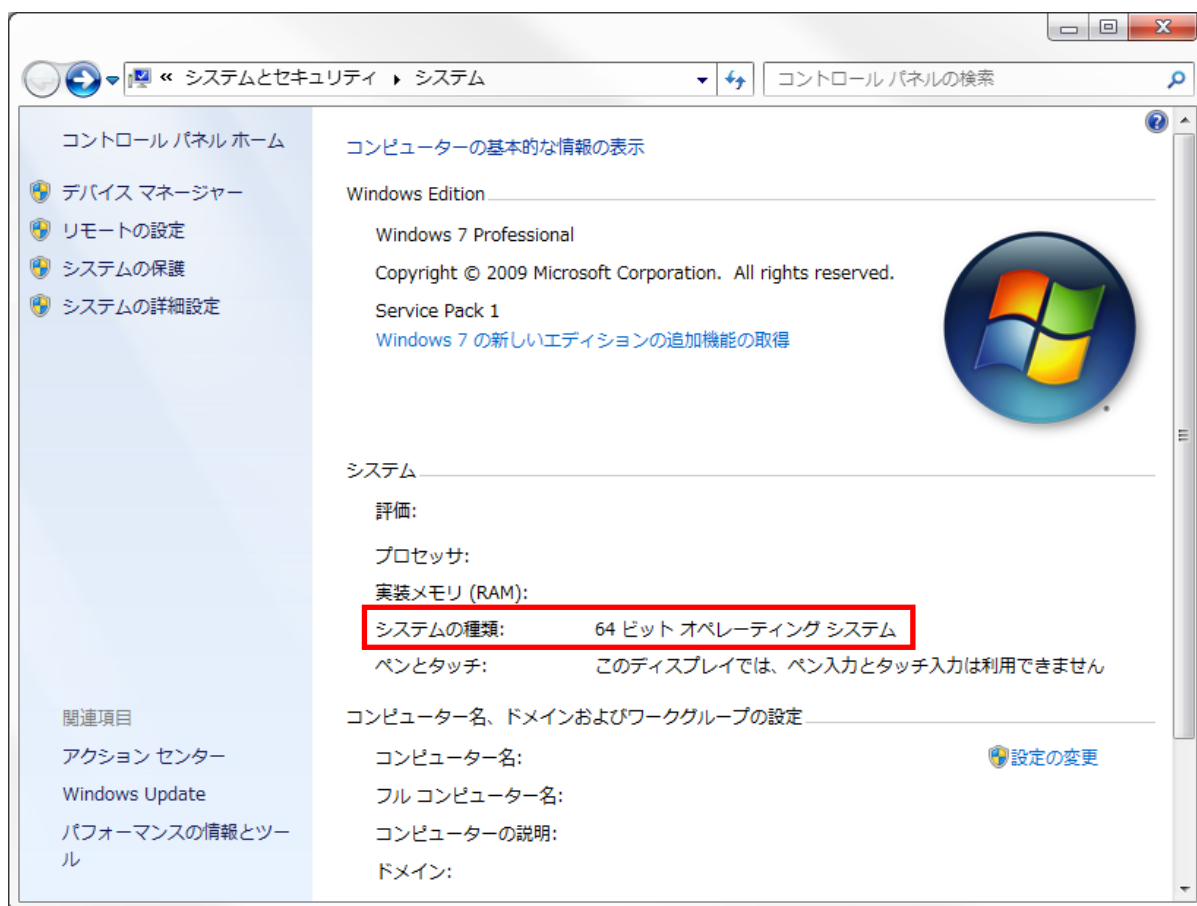 « システムとセキュリティ ▸ システム
コントロール パネルの検索
コントロール パネル ホーム
デバイス マネージャー
リモートの設定
システムの保護
システムの詳細設定
関連項目
アクション センター
Windows Update
パフォーマンスの情報とツー
ル
コンピューターの基本的な情報の表示
Windows Edition
Windows 7 Professional
Copyright © 2009 Microsoft Corporation. All rights reserved.
Service Pack 1
Windows 7 の新しいエディションの追加機能の取得
システム
評価:
プロセッサ:
実装メモリ (RAM):
システムの種類: 64 ビット オペレーティング システム
ペンとタッチ: このディスプレイでは、ペン入力とタッチ入力は利用できません
コンピューター名、ドメインおよびワークグループの設定
コンピューター名: 設定の変更
フル コンピューター名:
コンピューターの説明:
ドメイン: